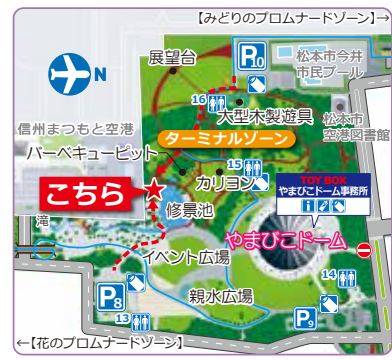 【みどりのプロムナードゾーン】→
展望台
P10
松本市今井
市民プール
N
16
大型木製遊具
松本市
空港図書館
信州まつもと空港
ターミナルゾーン
バーベキューピット
15
カリヨン
TOY BOX
やまびこドーム事務所
こちら
修景池
滝
やまびこドーム
イベント広場
14
P8
親水広場
13
P9
←【花のプロムナードゾーン】